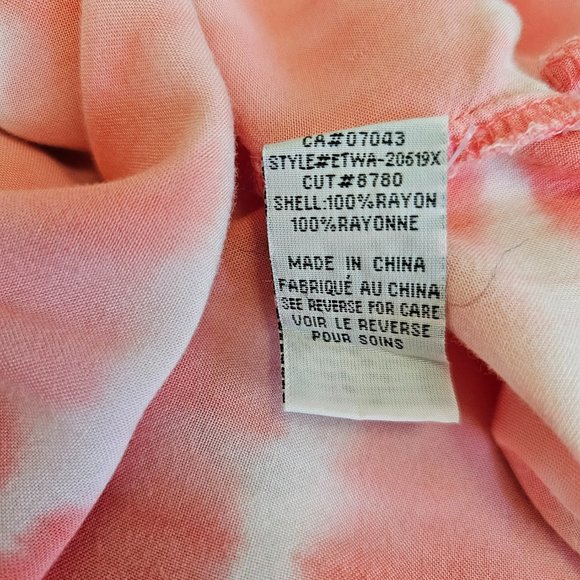 CA#07043
STYLE#ETWA-20619X
CUT#8780
SHELL:100%RAYON
100%RAYONNE
MADE IN CHINA
FABRIQUÉ AU CHINA
SEE REVERSE FOR CARE
VOIR LE REVERSE
POUR SOINS